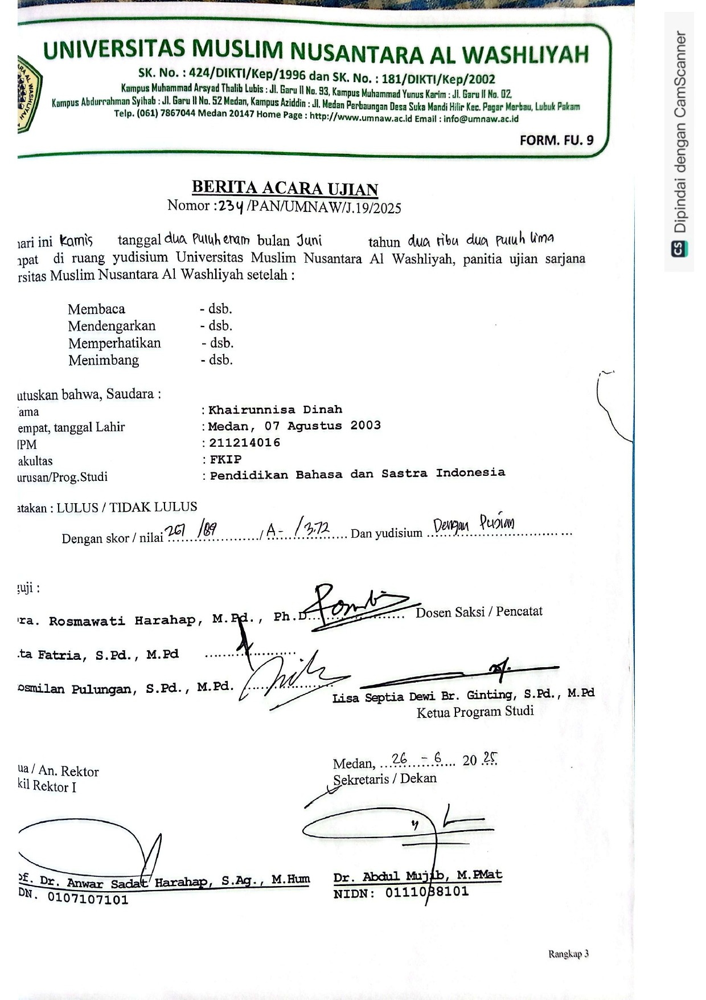 UNIVERSITAS MUSLIM NUSANTARA AL WASHLIYAH
SK. No. : 424/DIKTI/Kep/1996 dan SK. No. : 181/DIKTI/Kep/2002
Kampus Muhammad Arsyad Thalib Lubis : Jl. Garu II No. 93, Kampus Muhammad Yunus Karim : Jl. Garu II No. 02,
Kampus Abdurrahman Syihab : Jl. Garu II No. 52 Medan, Kampus Aziddin : Jl. Medan Perbaungan Desa Suka Mandi Hilir Kec. Pagar Merbau, Lubuk Pakam
Telp. (061) 7867044 Medan 20147 Home Page : http://www.umnaw.ac.id Email : info@umnaw.ac.id
FORM. FU. 9
BERITA ACARA UJIAN
Nomor : 234 /PAN/UMNAW/J.19/2025
hari ini kamis tanggal dua puluh enam bulan Juni tahun dua ribu dua puluh lima
mpat di ruang yudisium Universitas Muslim Nusantara Al Washliyah, panitia ujian sarjana
rsitas Muslim Nusantara Al Washliyah setelah :
Membaca - dsb.
Mendengarkan - dsb.
Memperhatikan - dsb.
Menimbang - dsb.
utuskan bahwa, Saudara :
ama : Khairunnisa Dinah
empat, tanggal Lahir : Medan, 07 Agustus 2003
IPM : 211214016
akultas : FKIP
urusan/Prog.Studi : Pendidikan Bahasa dan Sastra Indonesia
atakan : LULUS / TIDAK LULUS
Dengan skor / nilai 267 /89 / A- /3.72 Dan yudisium Dengan Pujian
guji :
ra. Rosmawati Harahap, M.Pd., Ph.D... Dosen Saksi / Pencatat
ta Fatria, S.Pd., M.Pd
osmilan Pulungan, S.Pd., M.Pd.
Lisa Septia Dewi Br. Ginting, S.Pd., M.Pd
Ketua Program Studi
Medan, 26 - 6 20 25
ua / An. Rektor
Sekretaris / Dekan
kil Rektor I
of. Dr. Anwar Sadat Harahap, S.Ag., M.Hum
DN. 0107107101
Dr. Abdul Mujib, M.PMat
NIDN: 0111038101
Rangkap 3
CS Dipindai dengan CamScanner